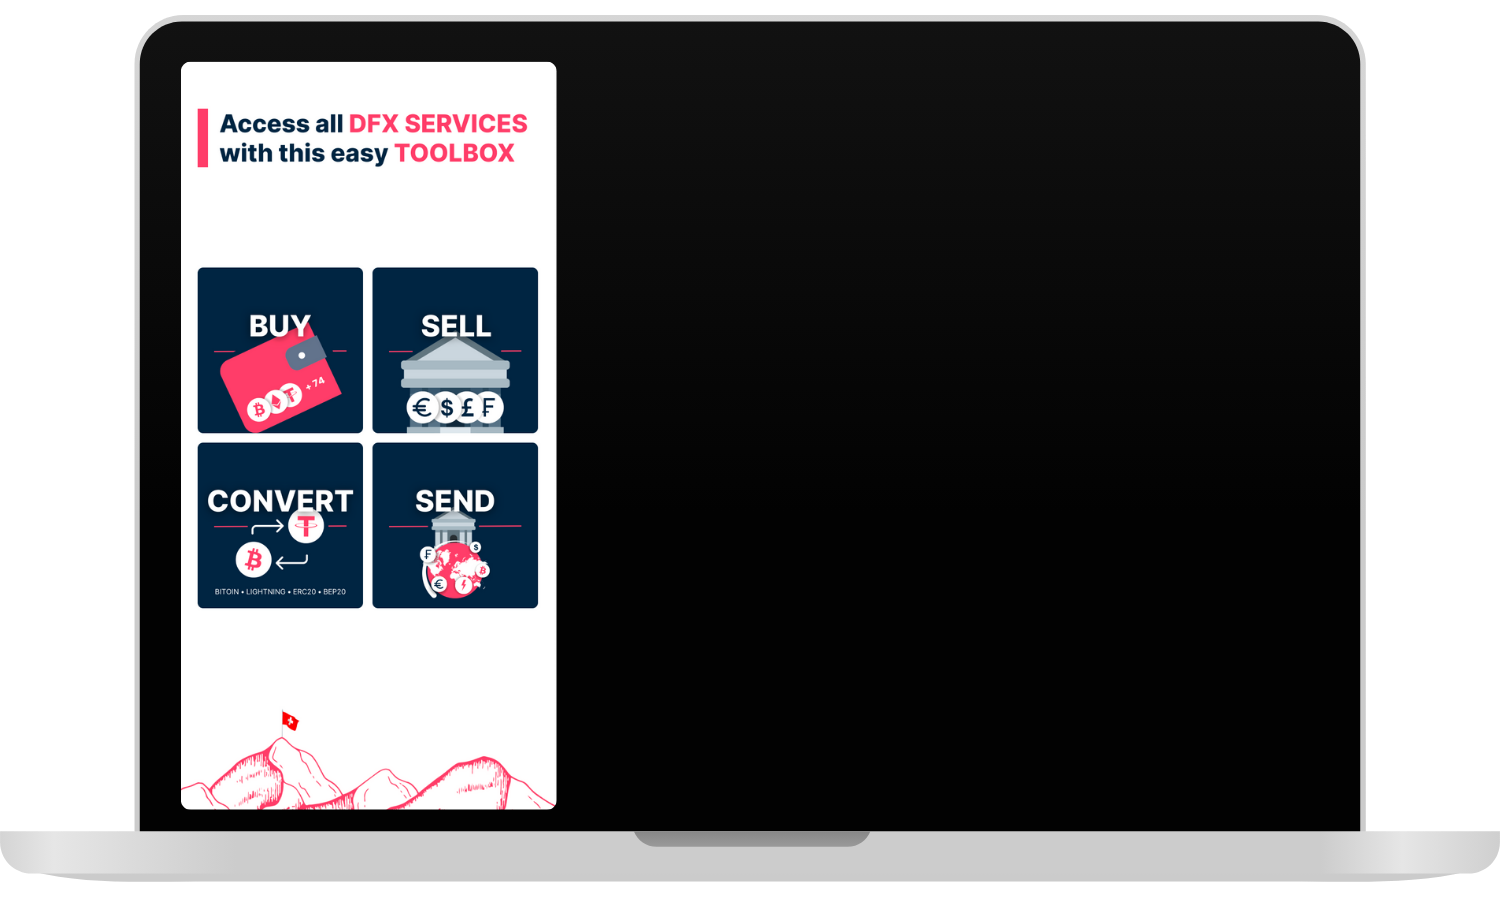 Access all DFX SERVICES
with this easy TOOLBOX
BUY
+74
SELL
€ $ £ ₣
CONVERT
BITOIN • LIGHTNING • ERC20 • BEP20
SEND
₣ $
€